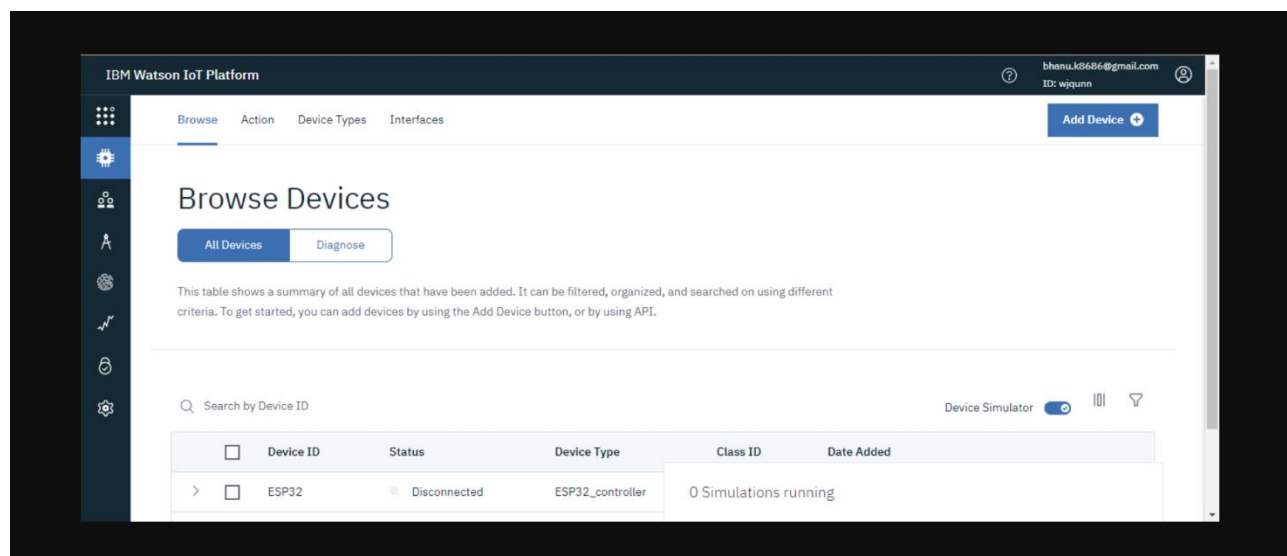 IBM Watson IoT Platform
bhanu.k8686@gmail.com
ID: wjqunn
Browse Action Device Types Interfaces
Add Device
Browse Devices
All Devices Diagnose
This table shows a summary of all devices that have been added. It can be filtered, organized, and searched on using different
criteria. To get started, you can add devices by using the Add Device button, or by using API.
Search by Device ID
Device Simulator
Device ID Status Device Type Class ID Date Added
ESP32 Disconnected ESP32_controller
0 Simulations running